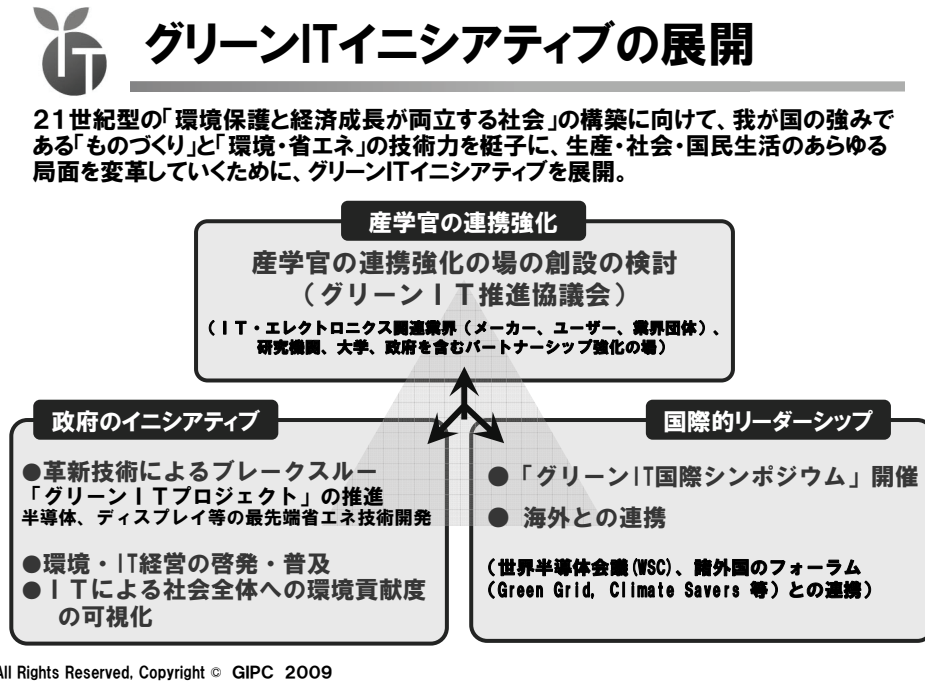 IT
グリーンITイニシアティブの展開
21世紀型の「環境保護と経済成長が両立する社会」の構築に向けて、我が国の強みで
ある「ものづくり」と「環境・省エネ」の技術力を梃子に、生産・社会・国民生活のあらゆる
局面を変革していくために、グリーンITイニシアティブを展開。
産学官の連携強化
産学官の連携強化の場の創設の検討
（グリーンＩＴ推進協議会）
（ＩＴ・エレクトロニクス関連業界（メーカー、ユーザー、業界団体）、
研究機関、大学、政府を含むパートナーシップ強化の場）
政府のイニシアティブ
●革新技術によるブレークスルー
「グリーンＩＴプロジェクト」の推進
半導体、ディスプレイ等の最先端省エネ技術開発
●環境・IT経営の啓発・普及
●ＩＴによる社会全体への環境貢献度
の可視化
国際的リーダーシップ
●「グリーンIT国際シンポジウム」開催
● 海外との連携
（世界半導体会議(WSC)、諸外国のフォーラム
（Green Grid, Climate Savers 等）との連携）
All Rights Reserved, Copyright © GIPC 2009